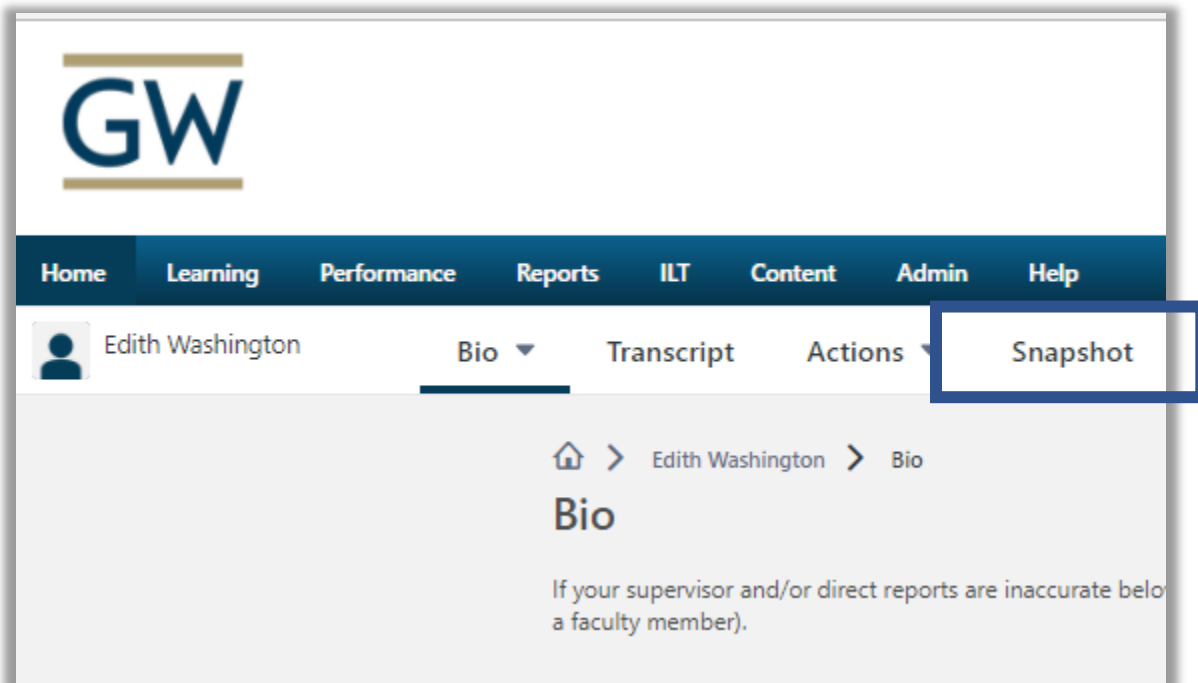 GW
Home Learning Performance Reports ILT Content Admin Help
Edith Washington Bio Transcript Actions Snapshot
Edith Washington Bio
Bio
If your supervisor and/or direct reports are inaccurate
a faculty member).